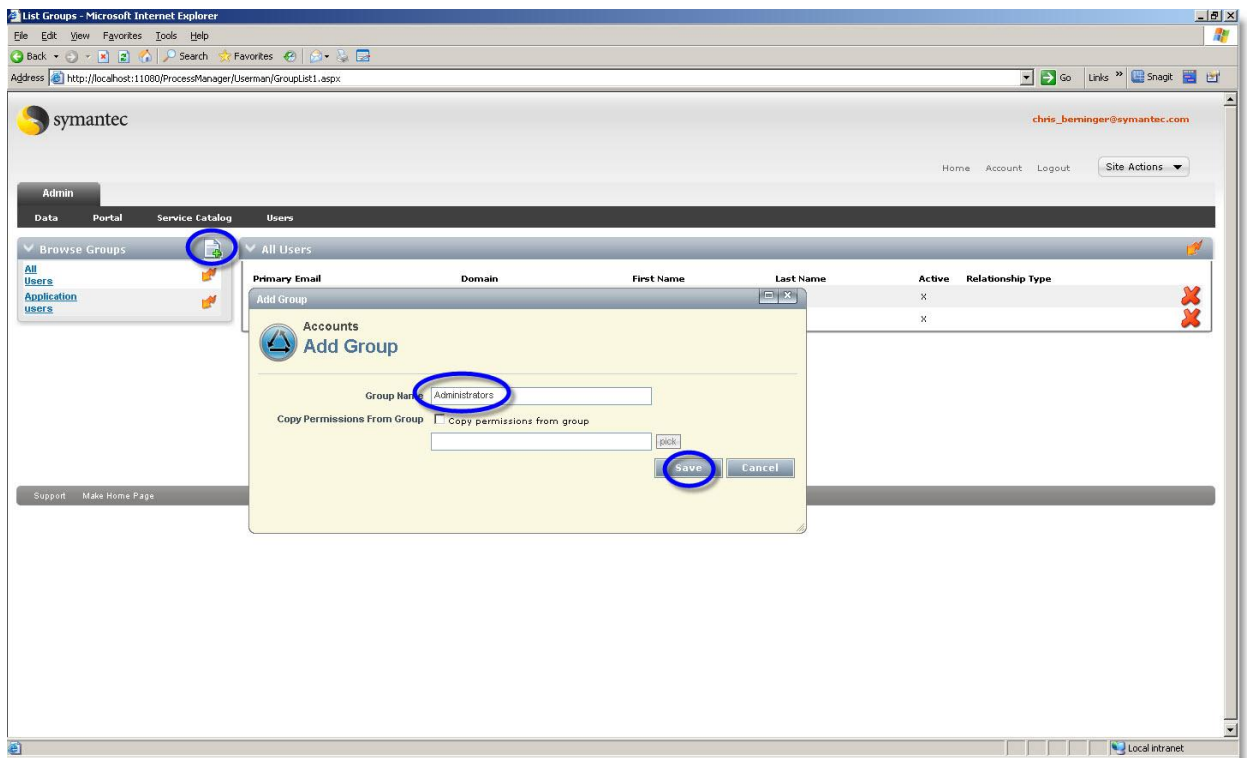 List Groups - Microsoft Internet Explorer
File Edit View Favorites Tools Help
Back Search Favorites
Address http://localhost:11080/ProcessManager/Userman/GroupList1.aspx Go Links » Snagit
symantec
chris_berninger@symantec.com
Home Account Logout Site Actions
Admin
Data Portal Service Catalog Users
Browse Groups
All Users
All
Users
Application
users
Primary Email Domain First Name Last Name Active Relationship Type
X
X
Add Group
Accounts
Add Group
Group Name Administrators
Copy Permissions From Group Copy permissions from group
pick
Save Cancel
Support Make Home Page
Local intranet